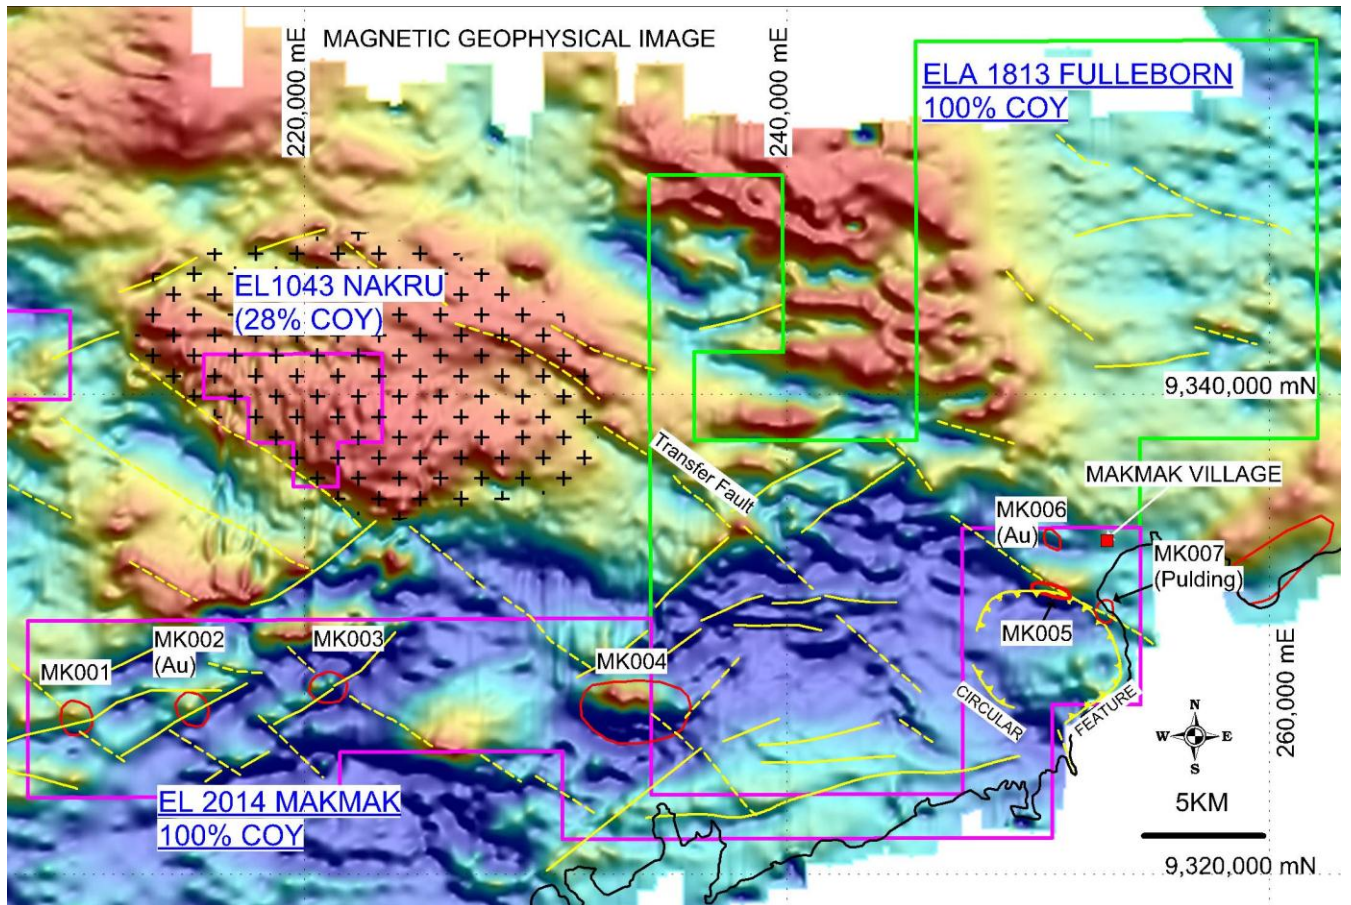 MAGNETIC GEOPHYSICAL IMAGE
220,000 mE
240,000 mE
ELA 1813 FULLEBORN
100% COY
EL1043 NAKRU
(28% COY)
9,340,000 mN
Transfer Fault
MAKMAK VILLAGE
MK006
(Au)
MK007
(Pulding)
MK005
MK001
MK002
(Au)
MK003
MK004
CIRCULAR
FEATURE
260,000 mE
N
W
E
S
5KM
EL 2014 MAKMAK
100% COY
9,320,000 mN